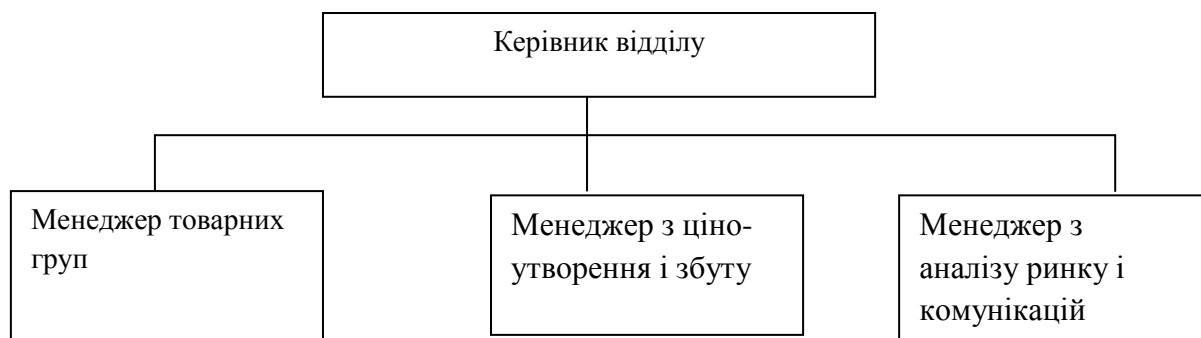 Керівник відділу
Менеджер товарних
груп
Менеджер з ціно-
утворення і збуту
Менеджер з
аналізу ринку і
комунікацій